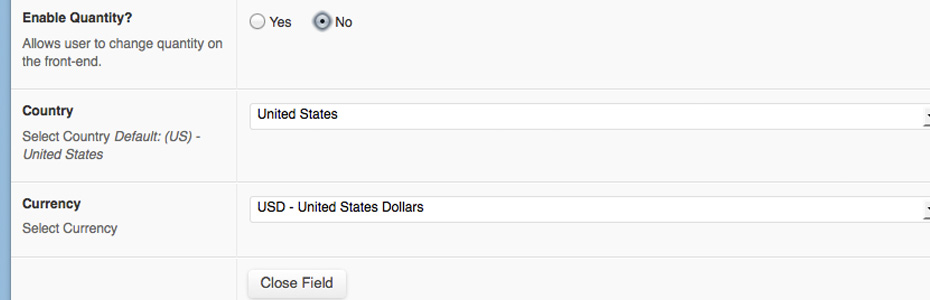 Enable Quantity?
Yes No
Allows user to change quantity on
the front-end.
Country
United States
Select Country Default: (US) -
United States
Currency
USD - United States Dollars
Select Currency
Close Field